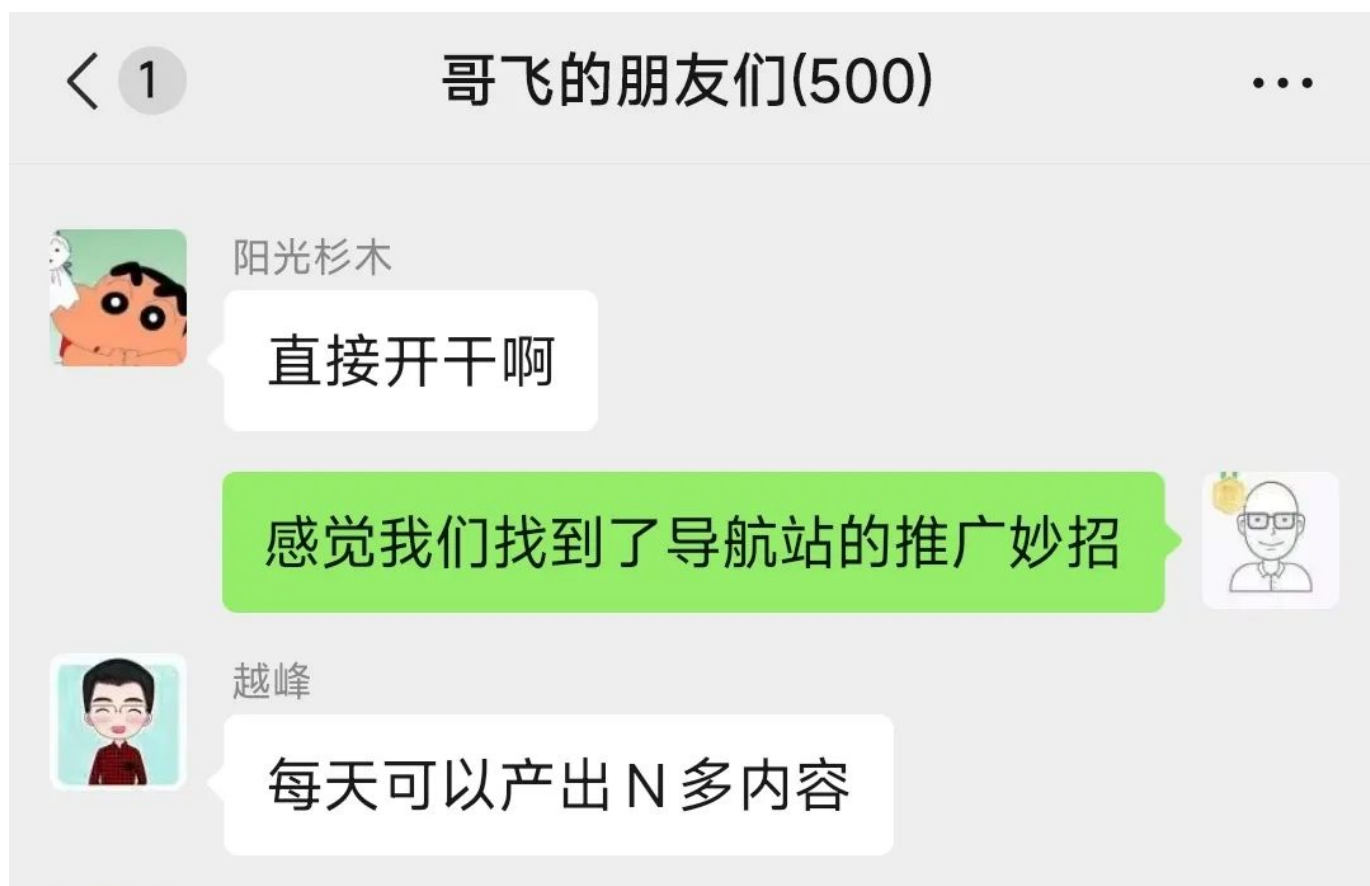 1
哥飞的朋友们(500)
阳光杉木
直接开干啊
感觉我们找到了导航站的推广妙招
越峰
每天可以产出N多内容